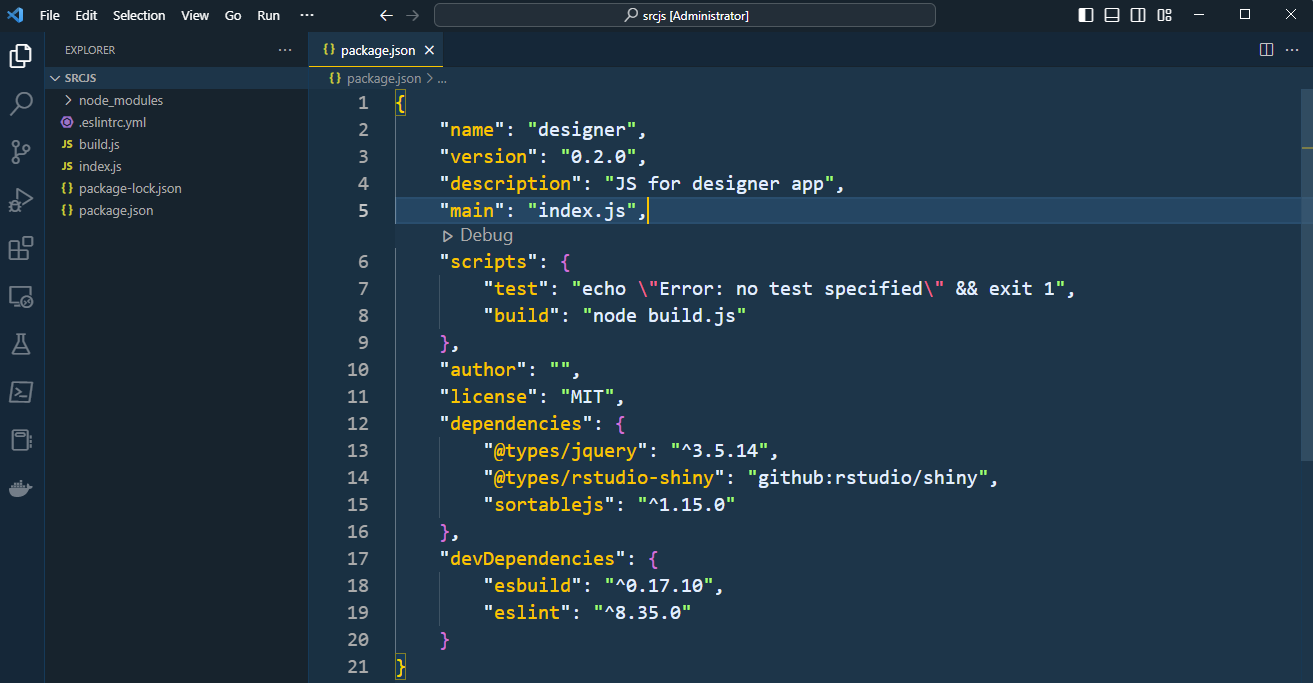 File Edit Selection View Go Run ···
srcjs [Administrator]
EXPLORER ···
SRCJS
node_modules
.eslintrc.yml
JS build.js
JS index.js
{} package-lock.json
{} package.json
{} package.json ×
{} package.json > ...
1 {
2 "name": "designer",
3 "version": "0.2.0",
4 "description": "JS for designer app",
5 "main": "index.js",
Debug
6 "scripts": {
7 "test": "echo \"Error: no test specified\" && exit 1",
8 "build": "node build.js"
9 },
10 "author": "",
11 "license": "MIT",
12 "dependencies": {
13 "@types/jquery": "^3.5.14",
14 "@types/rstudio-shiny": "github:rstudio/shiny",
15 "sortablejs": "^1.15.0"
16 },
17 "devDependencies": {
18 "esbuild": "^0.17.10",
19 "eslint": "^8.35.0"
20 }
21 }